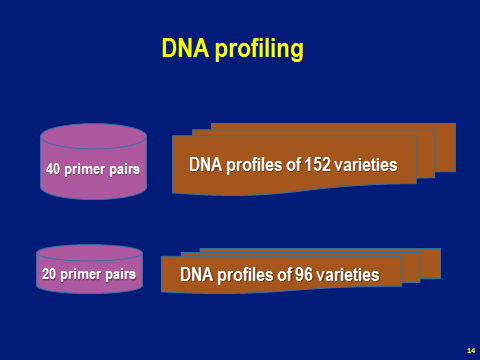 DNA profiling
40 primer pairs
DNA profiles of 152 varieties
20 primer pairs
DNA profiles of 96 varieties
14